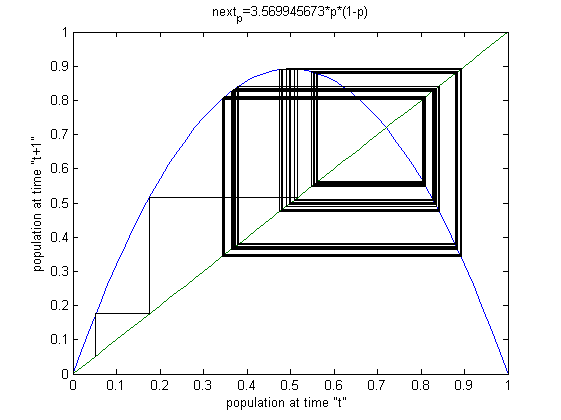 next_p=3.569945673*p*(1-p)
1
0.9
0.8
0.7
0.6
0.5
0.4
0.3
0.2
0.1
0
population at time "t+1"
0 0.1 0.2 0.3 0.4 0.5 0.6 0.7 0.8 0.9 1
population at time "t"